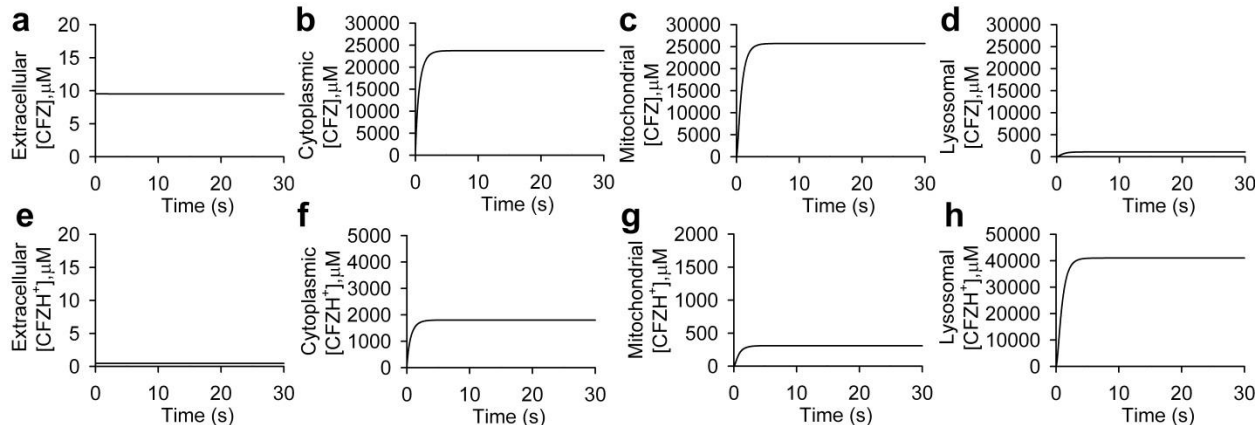 a
Extracellular
[CFZ],μM
20
15
10
5
0
0 10 20 30
Time (s)
b
Cytoplasmic
[CFZ],μM
30000
25000
20000
15000
10000
5000
0
0 10 20 30
Time (s)
c
Mitochondrial
[CFZ],μM
30000
25000
20000
15000
10000
5000
0
0 10 20 30
Time (s)
d
Lysosomal
[CFZ],μM
30000
25000
20000
15000
10000
5000
0
0 10 20 30
Time (s)
e
Extracellular
[CFZH⁺],μM
20
15
10
5
0
0 10 20 30
Time (s)
f
Cytoplasmic
[CFZH⁺],μM
5000
4000
3000
2000
1000
0
0 10 20 30
Time (s)
g
Mitochondrial
[CFZH⁺],μM
2000
1500
1000
500
0
0 10 20 30
Time (s)
h
Lysosomal
[CFZH⁺],μM
50000
40000
30000
20000
10000
0
0 10 20 30
Time (s)